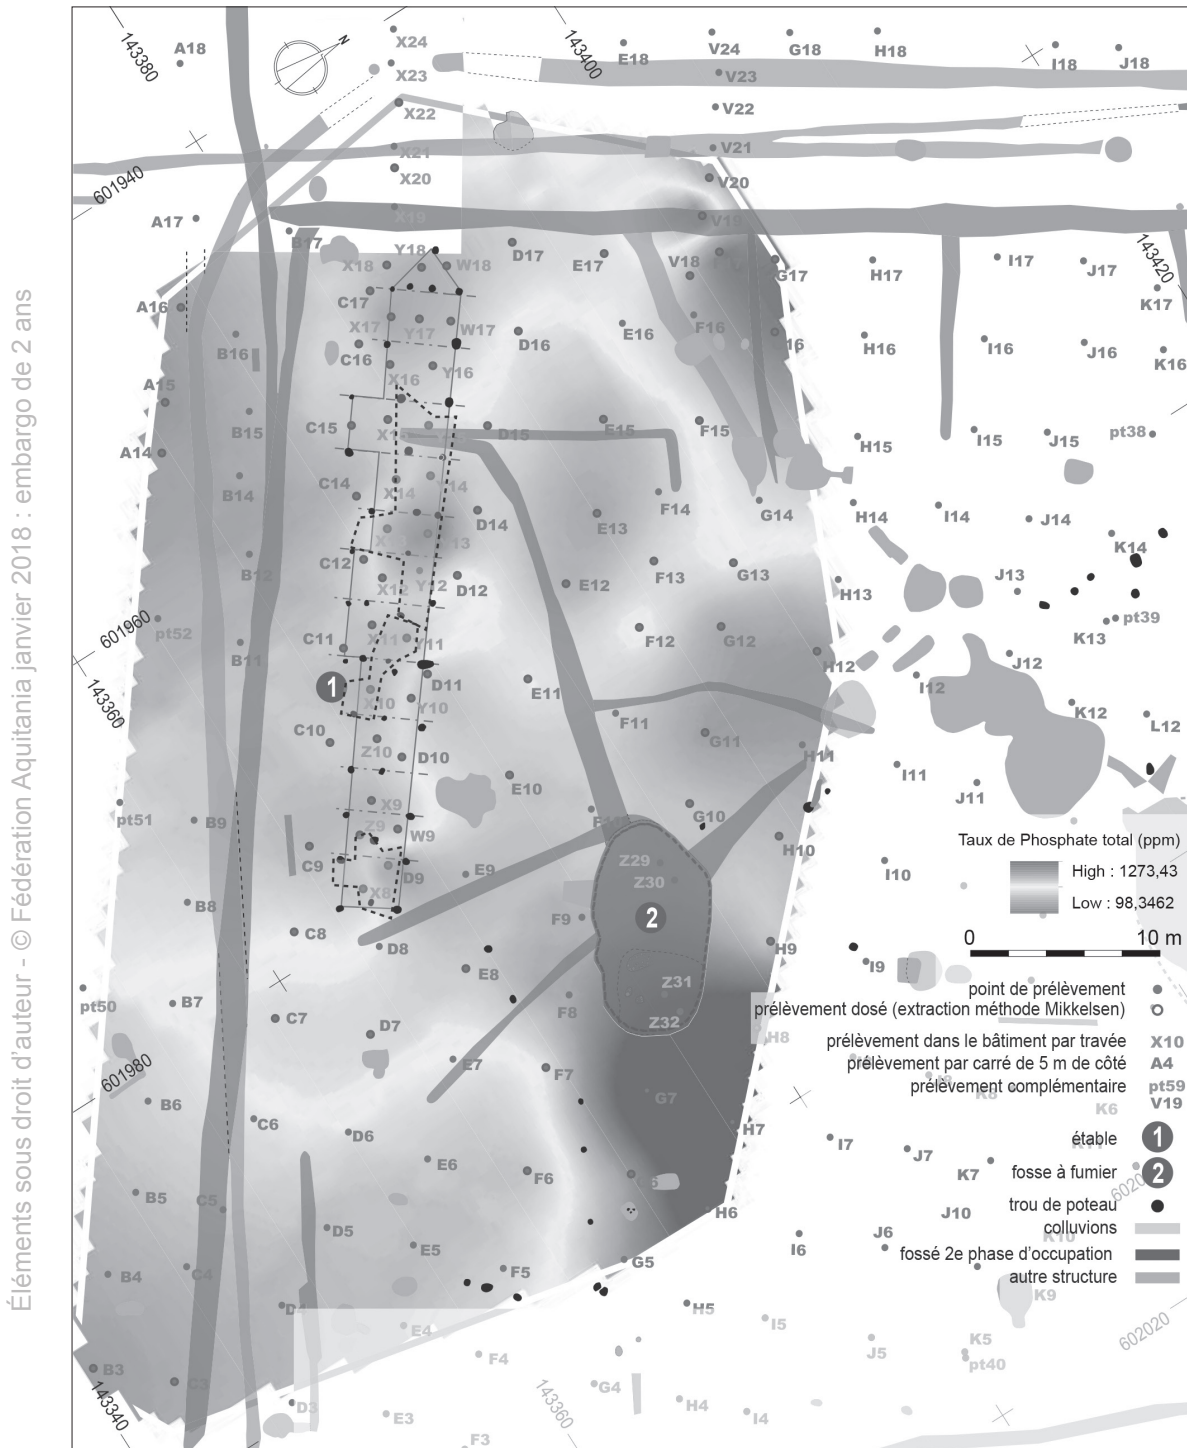 Éléments sous droit d'auteur - © Fédération Aquitania janvier 2018 : embargo de 2 ans
143380
143400
N
A18
X24
E18
V24
G18
H18
I18
J18
X23
V23
X22
V22
X21
V21
X20
V20
601940
A17
X19
V19
B17
D17
E17
V18
G17
H17
I17
J17
143420
K17
Y18
X18
W18
A16
C17
X17
Y17
W17
B16
C16
D16
E16
F16
H16
I16
J16
K16
X16
Y16
A15
B15
C15
D15
E15
F15
H15
I15
J15
pt38
A14
B14
C14
X14
Y14
D14
E13
F14
G14
H14
I14
J14
K14
B12
C12
X12
Y12
D12
E12
F13
G13
H13
J13
pt39
K13
601960
pt52
B11
C11
X11
Y11
F12
G12
H12
J12
I12
1
D11
X10
Y10
E11
F11
K12
L12
143360
C10
Z10
D10
G11
H11
I11
J11
E10
pt51
B9
X9
Z9
W9
G10
H10
Taux de Phosphate total (ppm)
High : 1273,43
Low : 98,3462
C9
D9
X8
E9
Z29
Z30
I10
B8
C8
D8
F9
2
0
10 m
E8
H9
I9
pt50
B7
C7
D7
F8
Z31
Z32
H8
point de prélèvement
prélèvement dosé (extraction méthode Mikkelsen)
prélèvement dans le bâtiment par travée X10
prélèvement par carré de 5 m de côté A4
prélèvement complémentaire pt59
V19
étable 1
fosse à fumier 2
trou de poteau
colluvions
fossé 2e phase d'occupation
autre structure
601980
E7
F7
G7
K8
K6
B6
C6
D6
H7
I7
J7
K7
E6
F6
B5
C5
D5
E5
H6
I6
J6
J10
K10
B4
C4
F5
G5
K9
D4
E4
H5
I5
J5
K5
pt40
602020
B3
C3
F4
G4
H4
I4
D3
E3
F3
143340
143360